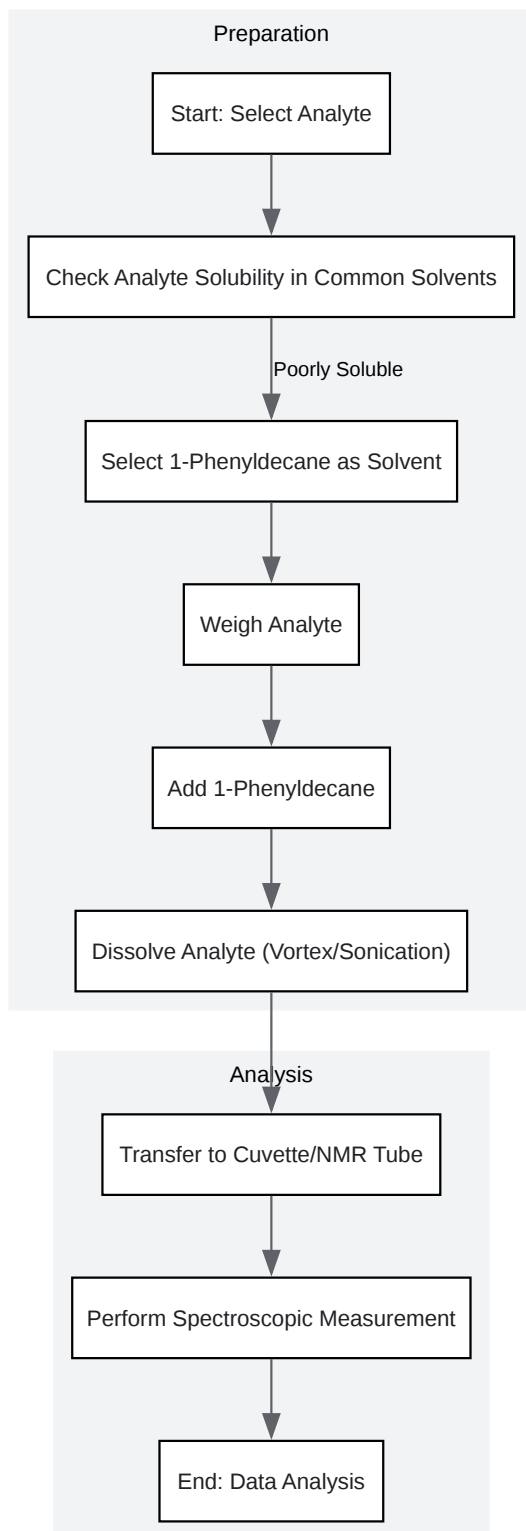 Preparation
Start: Select Analyte
Check Analyte Solubility in Common Solvents
Poorly Soluble
Select 1-Phenyldecane as Solvent
Weigh Analyte
Add 1-Phenyldecane
Dissolve Analyte (Vortex/Sonication)
Analysis
Transfer to Cuvette/NMR Tube
Perform Spectroscopic Measurement
End: Data Analysis